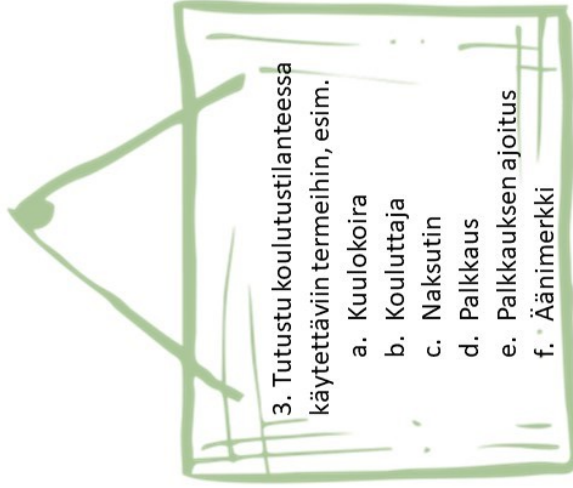 3. Tutustu koulutustilanteessa
käytettäviin termeihin, esim.
a. Kuulokoira
b. Kouluttaja
c. Naksutin
d. Palkkaus
e. Palkkauksen ajoitus
f. Äänimerkki